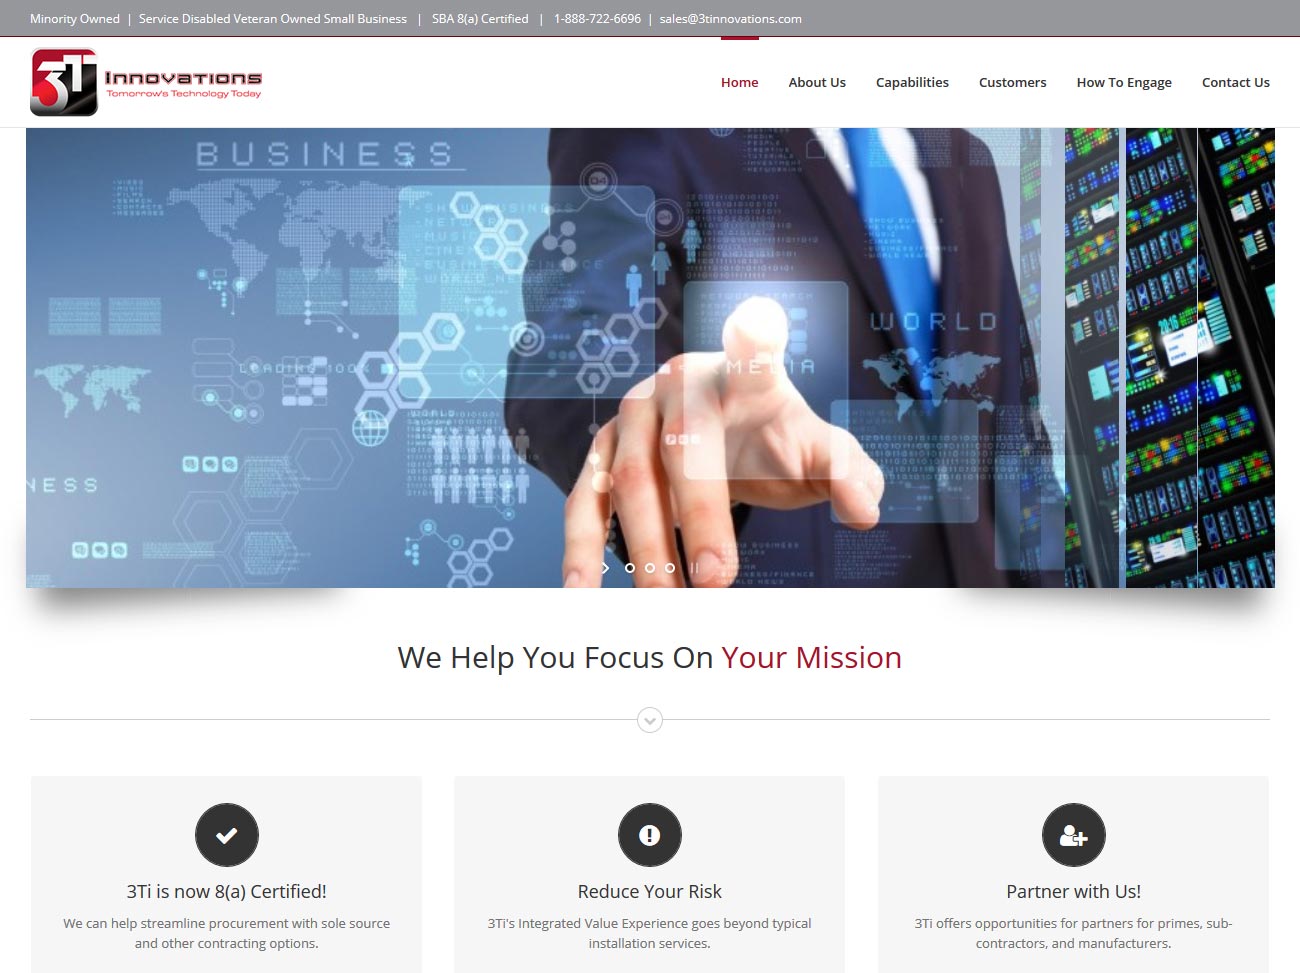 Minority Owned | Service Disabled Veteran Owned Small Business | SBA 8(a) Certified | 1-888-722-6696 | sales@3tinnovations.com
3Ti Innovations
Tomorrow's Technology Today
Home About Us Capabilities Customers How To Engage Contact Us
BUSINESS
WORLD
LOADING 100%
MEDIA
NESS
We Help You Focus On Your Mission
3Ti is now 8(a) Certified!
We can help streamline procurement with sole source
and other contracting options.
Reduce Your Risk
3Ti's Integrated Value Experience goes beyond typical
installation services.
Partner with Us!
3Ti offers opportunities for partners for primes, sub-
contractors, and manufacturers.